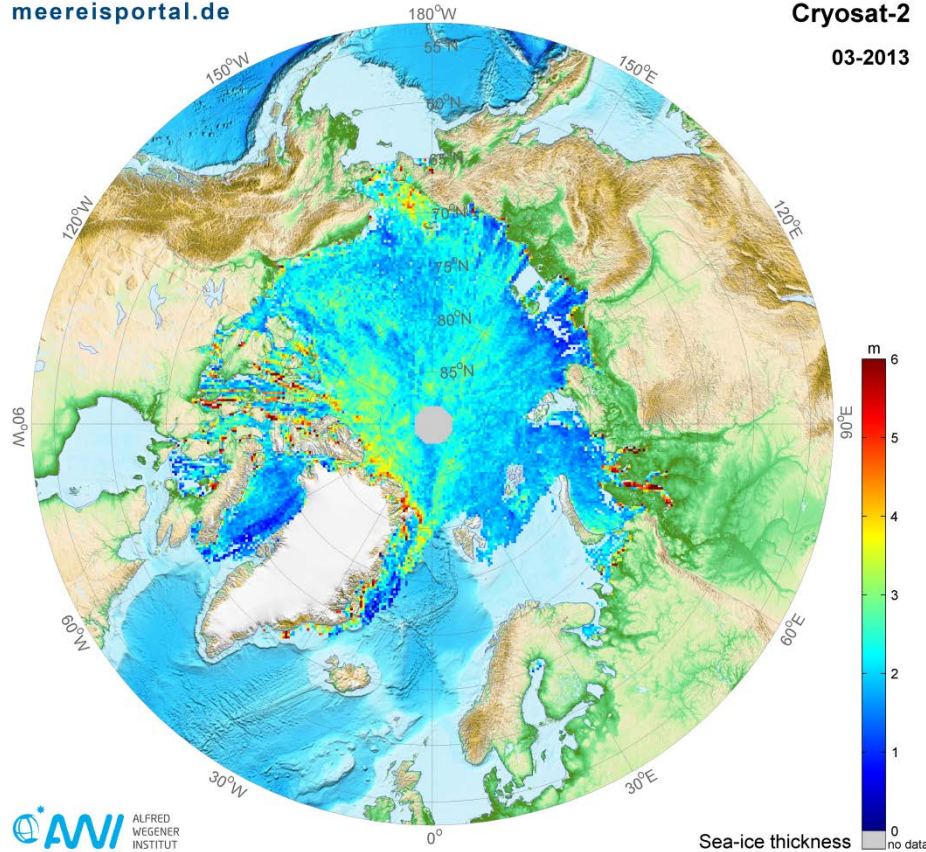 meereisportal.de
Cryosat-2
03-2013
180°W
150°W
150°E
120°W
120°E
90°W
90°E
60°W
60°E
30°W
30°E
0°
55°N
60°N
65°N
70°N
75°N
80°N
85°N
m
6
5
4
3
2
1
0
no data
Sea-ice thickness
AWI
ALFRED
WEGENER
INSTITUT